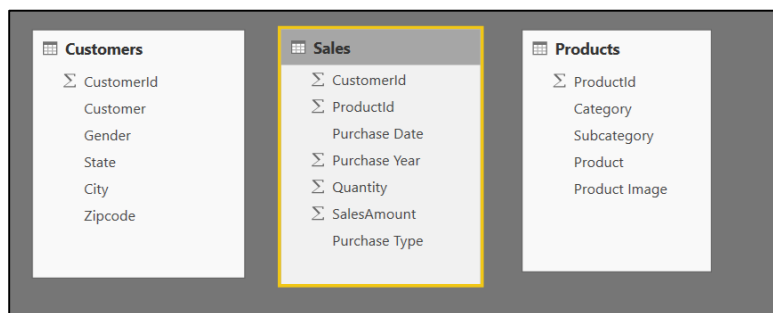 Customers
Σ CustomerId
Customer
Gender
State
City
Zipcode
Sales
Σ CustomerId
Σ ProductId
Purchase Date
Σ Purchase Year
Σ Quantity
Σ SalesAmount
Purchase Type
Products
Σ ProductId
Category
Subcategory
Product
Product Image